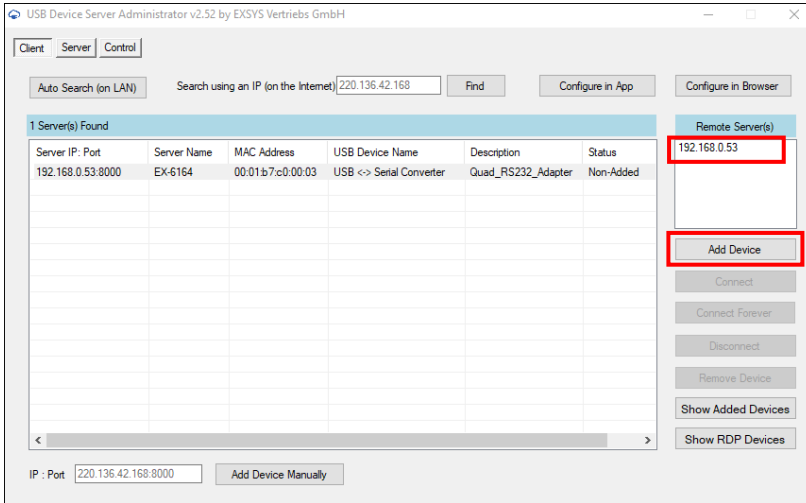 USB Device Server Administrator v2.52 by EXSYS Vertriebs GmbH
Client Server Control
Auto Search (on LAN) Search using an IP (on the Internet) 220.136.42.168 Find Configure in App Configure in Browser
1 Server(s) Found Remote Server(s)
Server IP: Port Server Name MAC Address USB Device Name Description Status 192.168.0.53
192.168.0.53:8000 EX-6164 00:01:b7:c0:00:03 USB <-> Serial Converter Quad_RS232_Adapter Non-Added
Add Device
Connect
Connect Forever
Disconnect
Remove Device
Show Added Devices
Show RDP Devices
IP : Port 220.136.42.168:8000 Add Device Manually